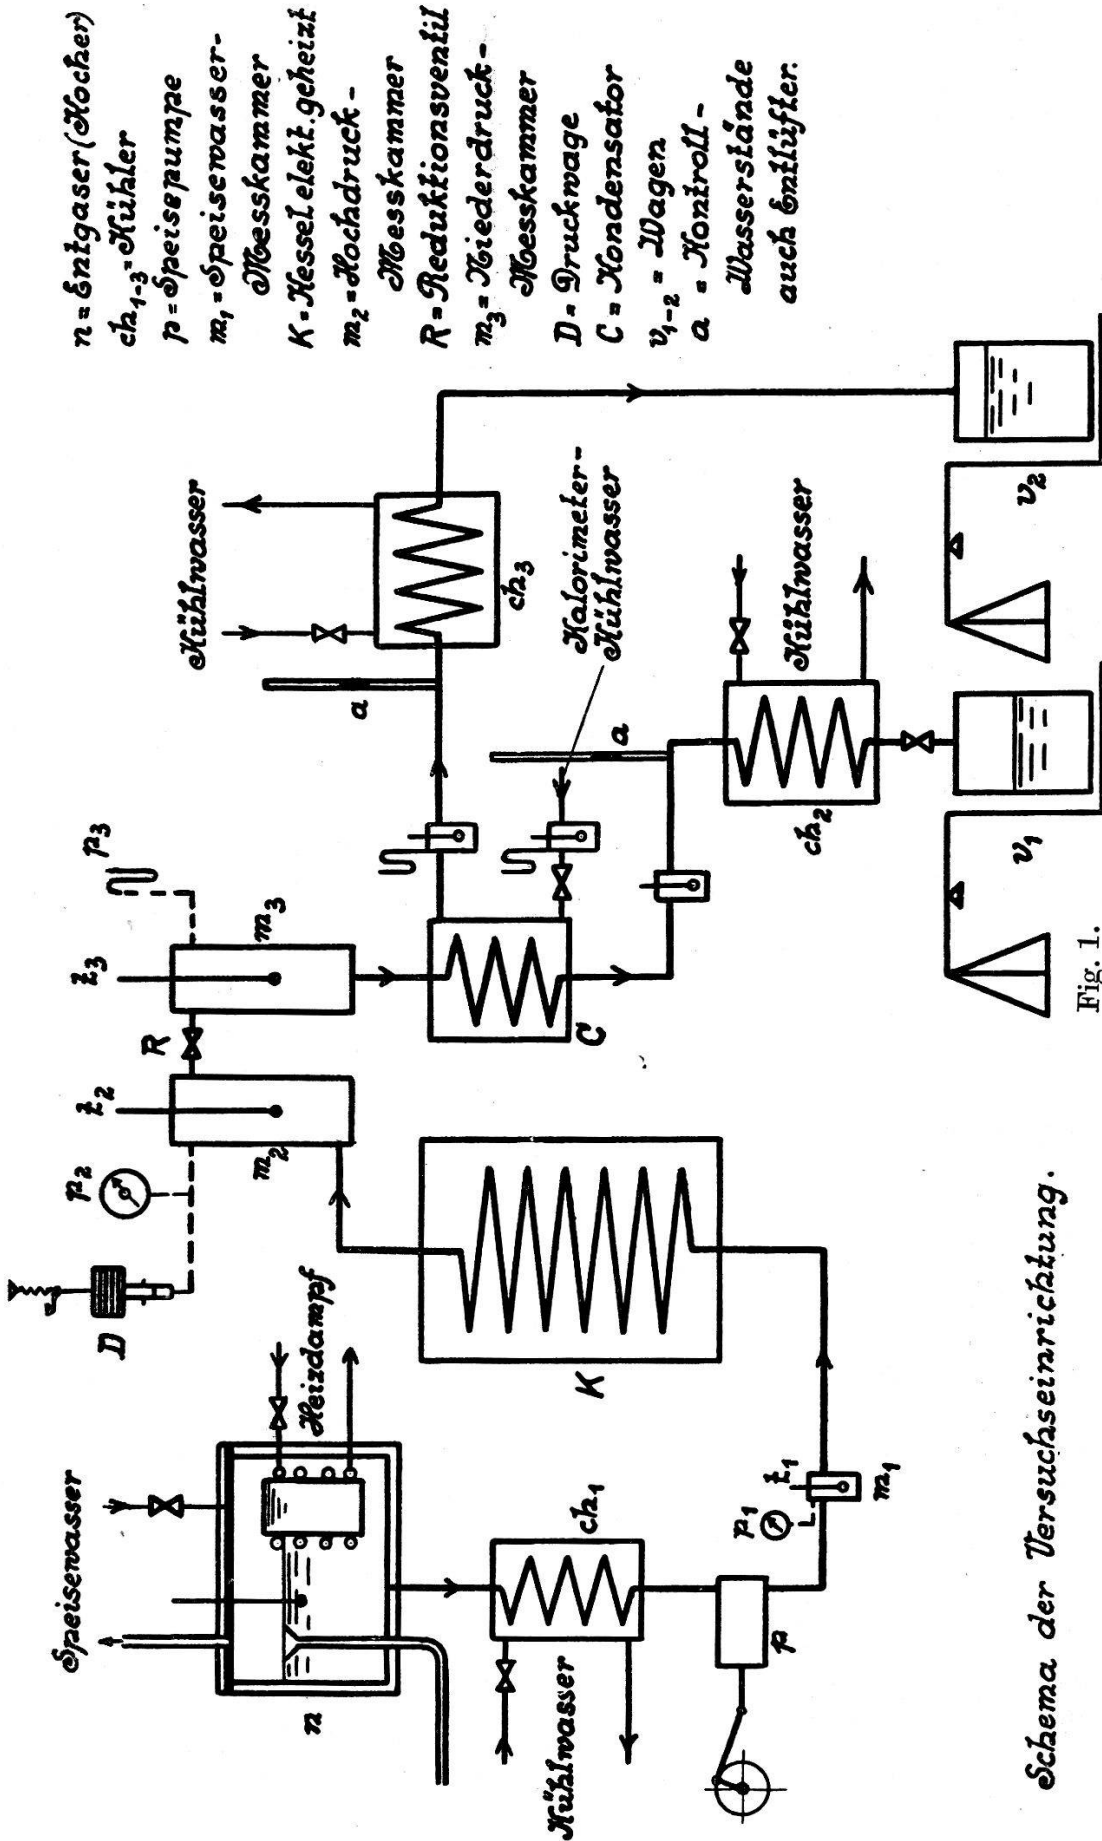 n = Entgaser (Kocher)
ch1-3 = Kühler
p = Speisepumpe
m1 = Speisewasser-
Messkammer
K = Kessel elekt. geheizt
m2 = Hochdruck-
Messkammer
R = Reduktionsventil
m3 = Niederdruck-
Messkammer
D = Druckwage
C = Kondensator
v1-2 = Wagen
a = Kontroll-
Wasserstände
auch Entlüfter.
Speisewasser
n
Heizdampf
Kühlwasser
ch1
p
p1
t1
m1
K
D
p2
t2
m2
R
t3
m3
p3
C
a
Kühlwasser
ch3
Kalorimeter-
Kühlwasser
a
ch2
Kühlwasser
v1
v2
Schema der Versuchseinrichtung.
Fig. 1.